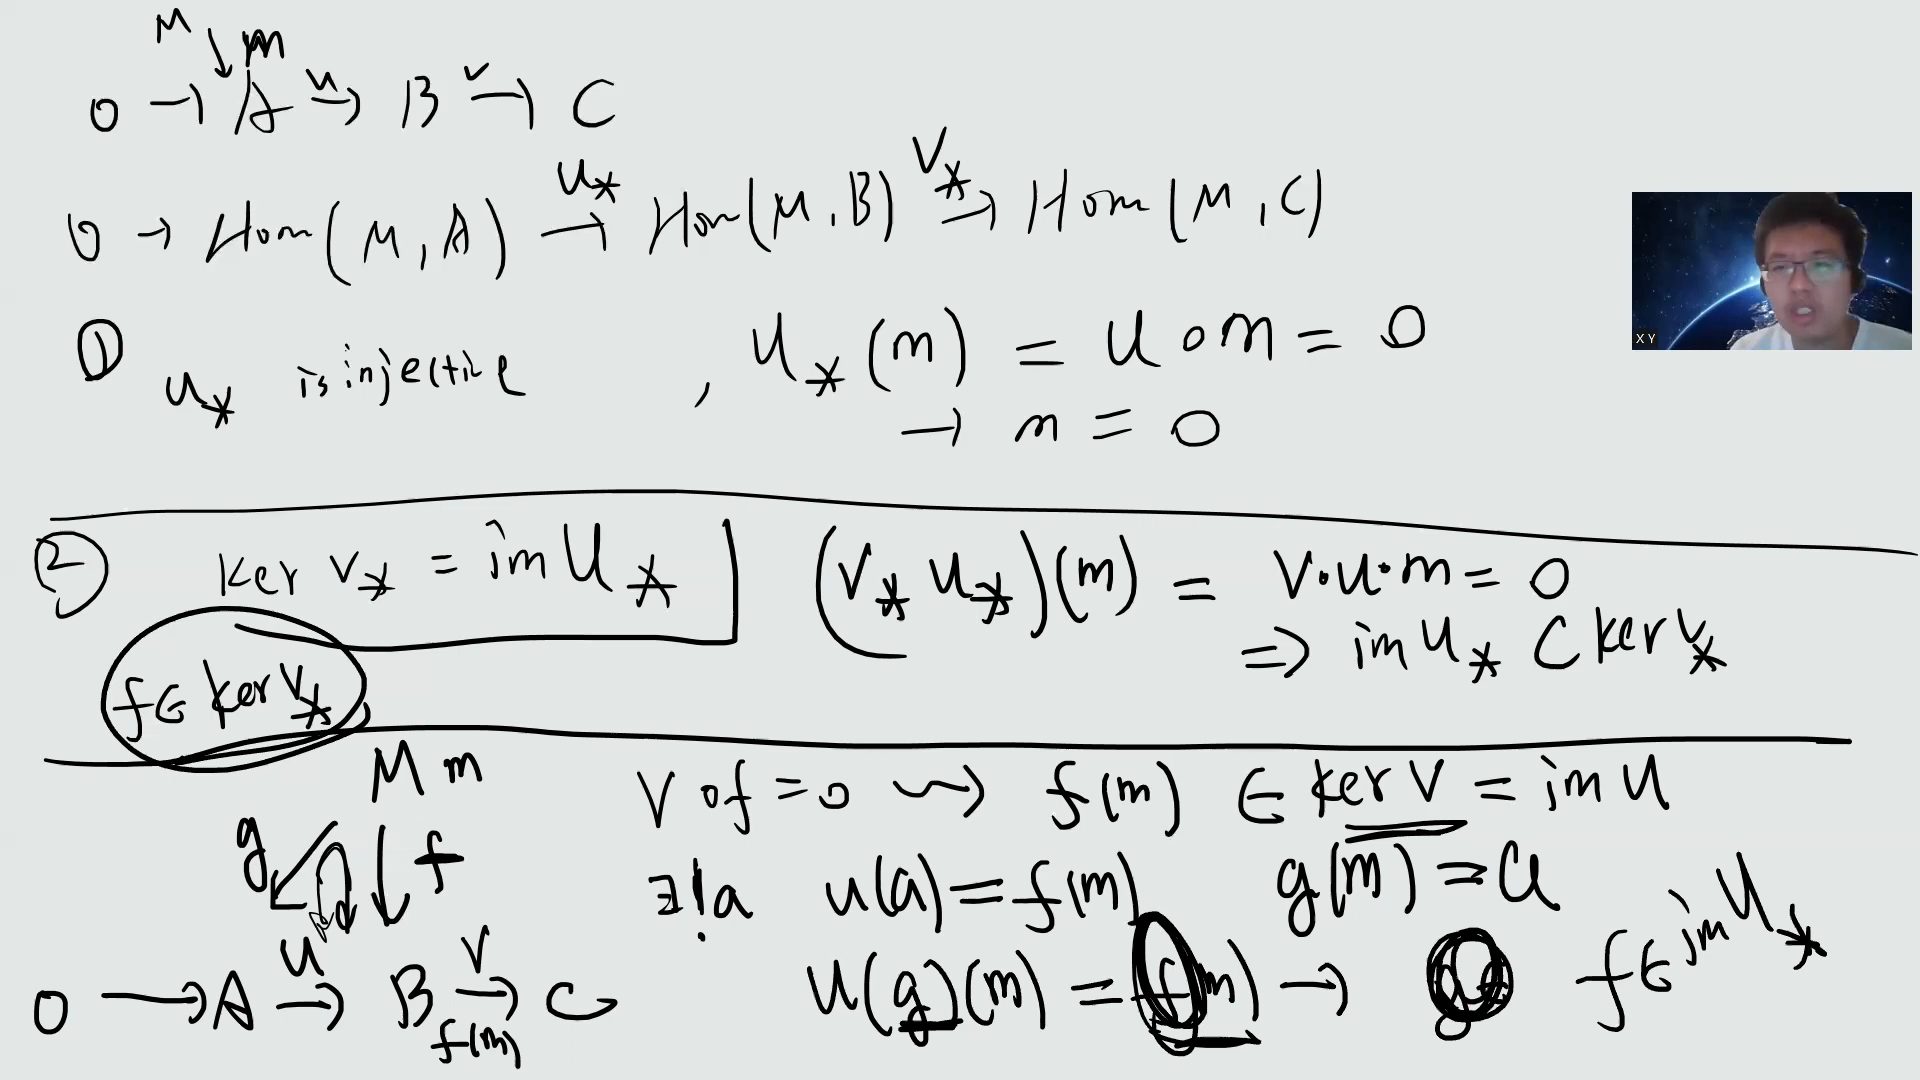 M ↓ m
0 → A u→ B v→ C
0 → Hom(M, A) u*→ Hom(M, B) v*→ Hom(M, C)
① u* is injective , u*(m) = u∘m = 0
→ m = 0
② ker v* = im u* (v* u*)(m) = v∘u∘m = 0
⇒ im u* ⊂ ker v*
f ∈ ker v*
M m
v∘f = 0 ⇝ f(m) ∈ ker v = im u
g f
∃!a u(a) = f(m) g(m) = a
0 → A u→ B v→ C
f(m)
u(g)(m) = f(m) → f ∈ im u*
X Y